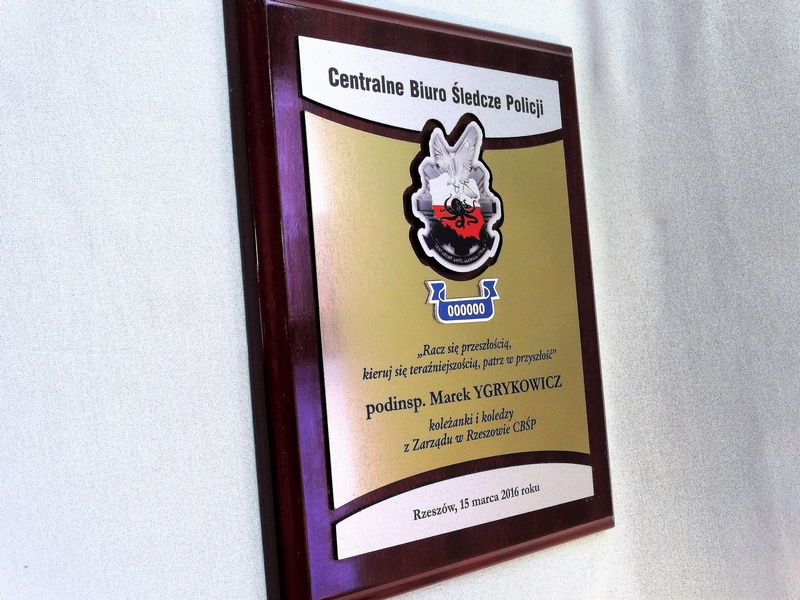 Centralne Biuro Śledcze Policji
000000
„Racz się przeszłością,
kieruj się teraźniejszością, patrz w przyszłość”
podinsp. Marek YGRYKOWICZ
koleżanki i koledzy
z Zarządu w Rzeszowie CBŚP
Rzeszów, 15 marca 2016 roku